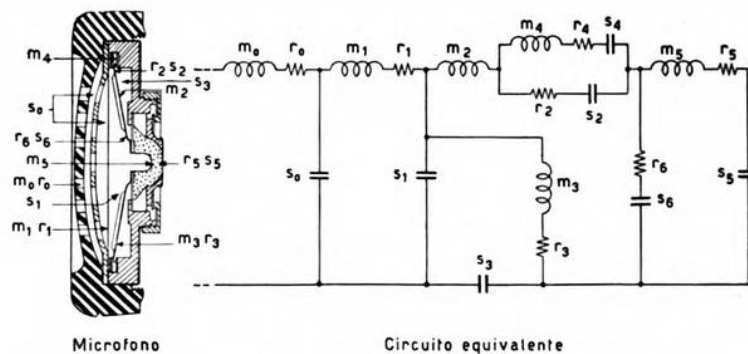 m₄
s₀
m₅
m₀ r₀
s₁
m₁ r₁
r₂ s₂
s₃
m₂
r₆ s₆
r₅ s₅
m₃ r₃
m₀ r₀ m₁ r₁ m₂ m₄ r₄ s₄ m₅ r₅
r₂ s₂
s₀ s₁ m₃ r₆ s₆ s₅
r₃
s₃
Microfono Circuito equivalente